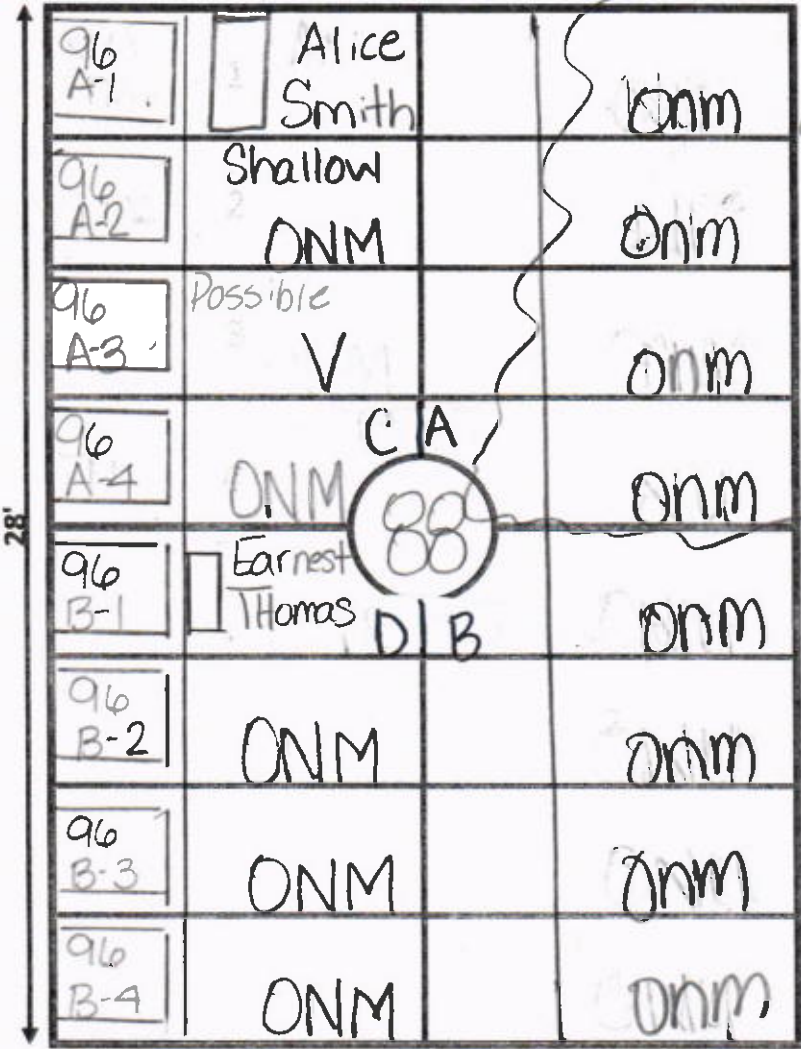 96
A-1
Alice
Smith
Onm
96
A-2
Shallow
ONM
Onm
96
A-3
Possible
V
Onm
96
A-4
ONM
C A
Onm
28'
88
96
B-1
Earnest
THomas
D B
Onm
96
B-2
ONM
Onm
96
B-3
ONM
Onm
96
B-4
ONM
Onm